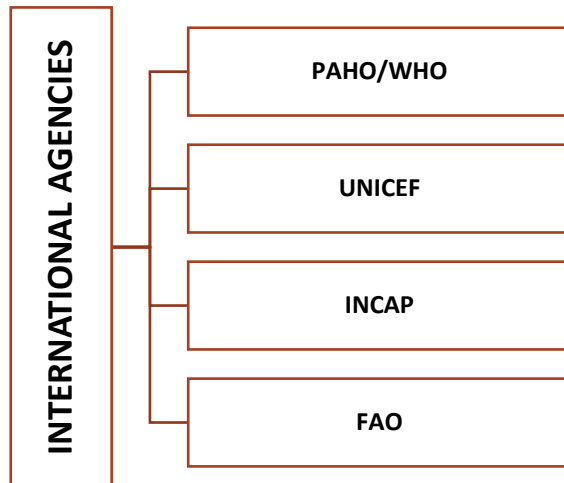 INTERNATIONAL AGENCIES
PAHO/WHO
UNICEF
INCAP
FAO